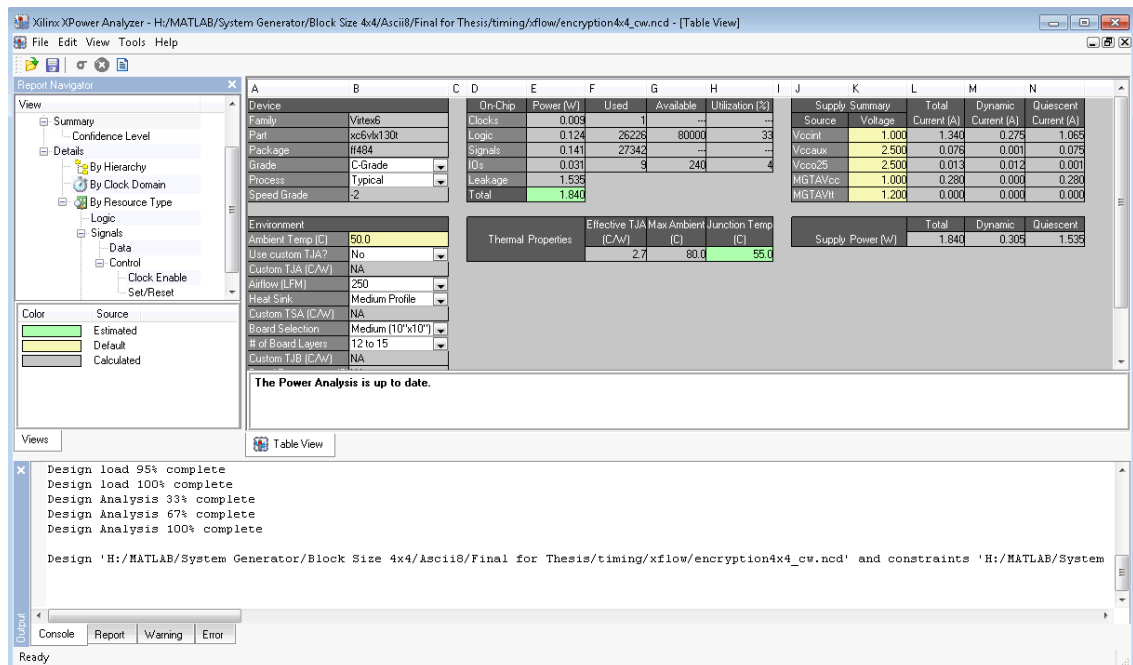 Xilinx XPower Analyzer - H:/MATLAB/System Generator/Block Size 4x4/Ascii8/Final for Thesis/timing/xflow/encryption4x4_cw.ncd - [Table View]
File Edit View Tools Help
Report Navigator
View
Summary
Confidence Level
Details
By Hierarchy
By Clock Domain
By Resource Type
Logic
Signals
Data
Control
Clock Enable
Set/Reset
Color Source
Estimated
Default
Calculated
Views
A B C D E F G H I J K L M N
Device On-Chip Power (W) Used Available Utilization (%) Supply Summary Total Dynamic Quiescent
Family Virtex6 Clocks 0.009 1 --- --- Source Voltage Current (A) Current (A) Current (A)
Part xc6vlx130t Logic 0.124 26226 80000 33 Vccint 1.000 1.340 0.275 1.065
Package ff484 Signals 0.141 27342 --- --- Vccaux 2.500 0.076 0.001 0.075
Grade C-Grade IOs 0.031 9 240 4 Vcco25 2.500 0.013 0.012 0.001
Process Typical Leakage 1.535 MGTAVcc 1.000 0.280 0.000 0.280
Speed Grade -2 Total 1.840 MGTAVtt 1.200 0.000 0.000 0.000
Environment Effective TJA Max Ambient Junction Temp Total Dynamic Quiescent
Ambient Temp (C) 50.0 Thermal Properties (C/W) (C) (C) Supply Power (W) 1.840 0.305 1.535
Use custom TJA? No 2.7 80.0 55.0
Custom TJA (C/W) NA
Airflow (LFM) 250
Heat Sink Medium Profile
Custom TSA (C/W) NA
Board Selection Medium (10"x10")
# of Board Layers 12 to 15
Custom TJB (C/W) NA
The Power Analysis is up to date.
Table View
Design load 95% complete
Design load 100% complete
Design Analysis 33% complete
Design Analysis 67% complete
Design Analysis 100% complete
Design 'H:/MATLAB/System Generator/Block Size 4x4/Ascii8/Final for Thesis/timing/xflow/encryption4x4_cw.ncd' and constraints 'H:/MATLAB/System
Output
Console Report Warning Error
Ready